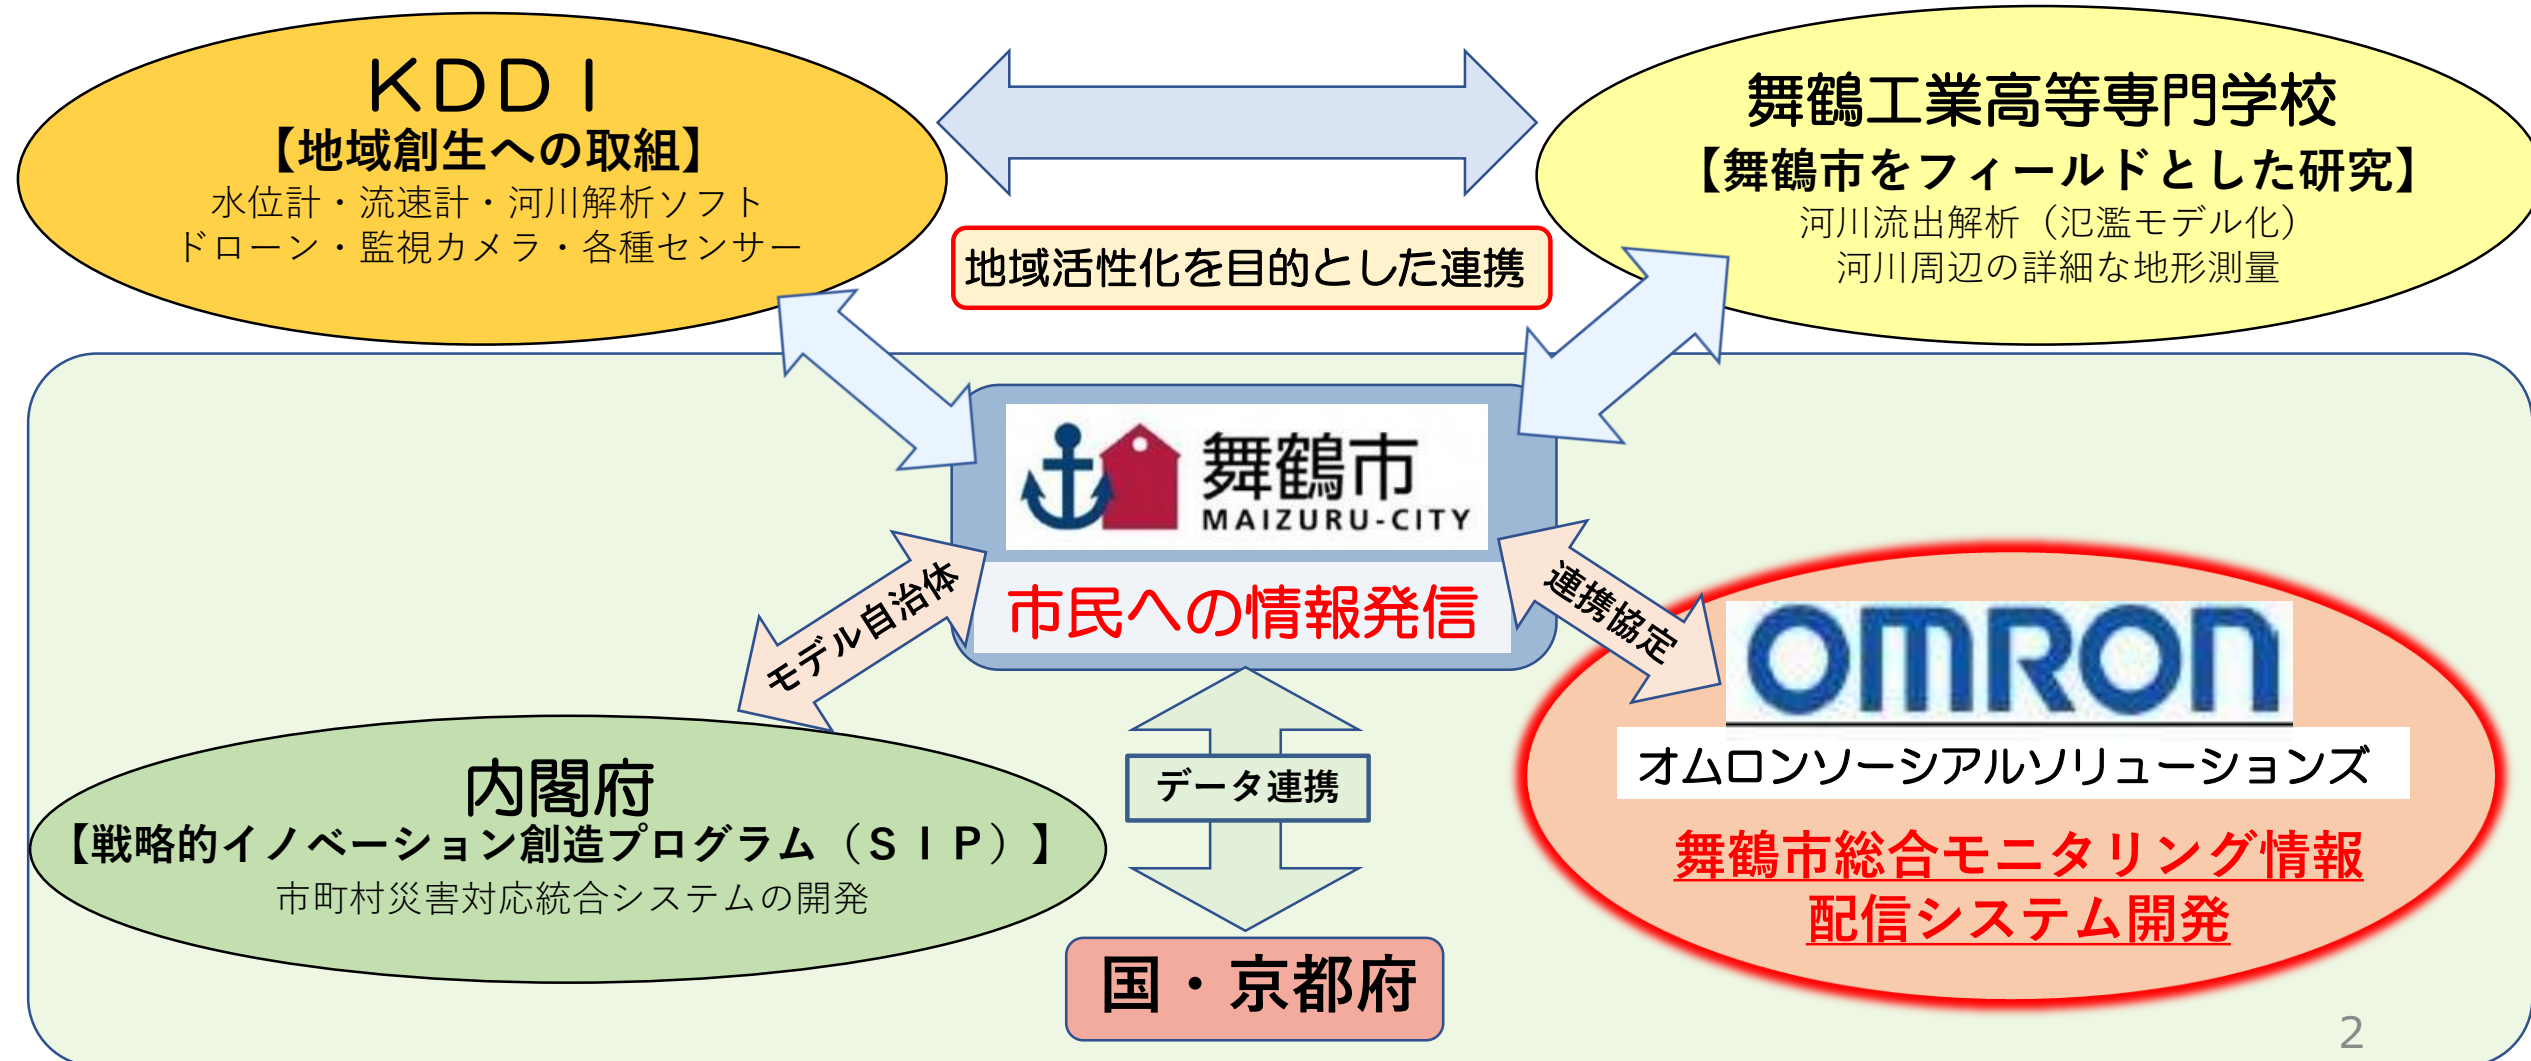 KDDI
【地域創生への取組】
水位計・流速計・河川解析ソフト
ドローン・監視カメラ・各種センサー
舞鶴工業高等専門学校
【舞鶴市をフィールドとした研究】
河川流出解析（氾濫モデル化）
河川周辺の詳細な地形測量
地域活性化を目的とした連携
舞鶴市
MAIZURU-CITY
市民への情報発信
モデル自治体
連携協定
OMRON
オムロンソーシアルソリューションズ
舞鶴市総合モニタリング情報
配信システム開発
内閣府
【戦略的イノベーション創造プログラム（ＳＩＰ）】
市町村災害対応統合システムの開発
データ連携
国・京都府
2